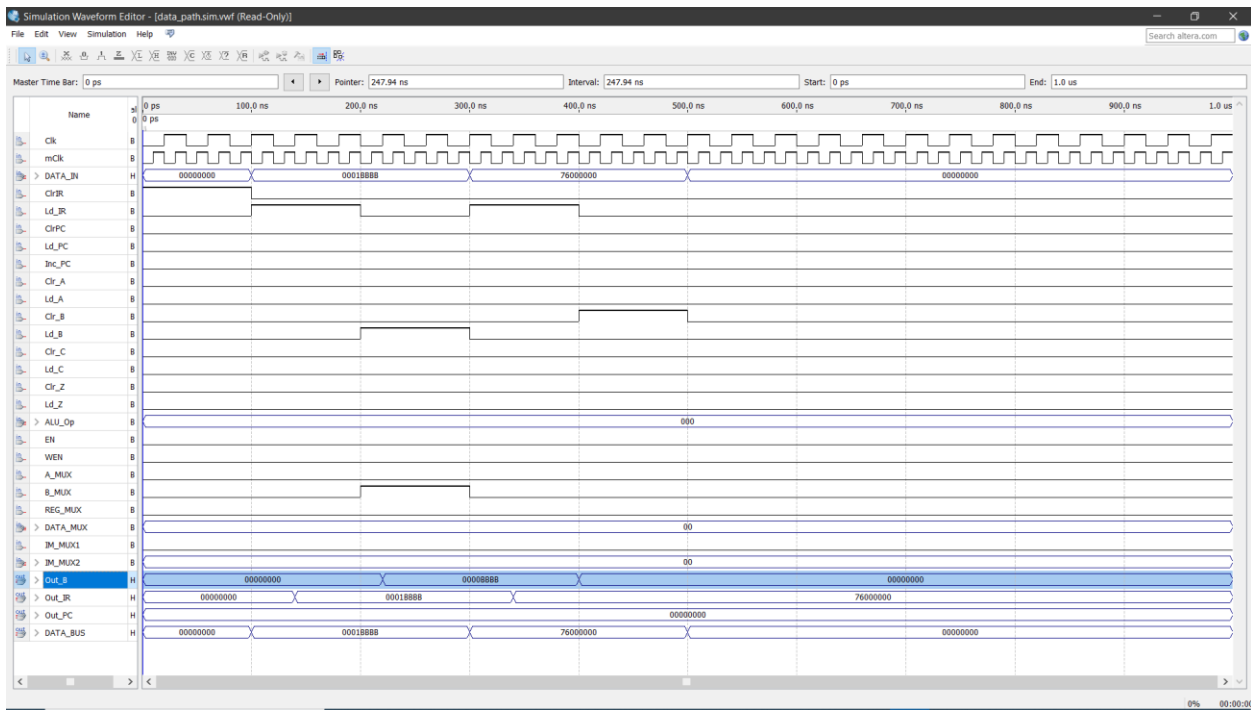 Simulation Waveform Editor - [data_path.sim.vwf (Read-Only)]
File Edit View Simulation Help
Search altera.com
Master Time Bar: 0 ps Pointer: 247.94 ns Interval: 247.94 ns Start: 0 ps End: 1.0 us
Name
0 ps 100.0 ns 200.0 ns 300.0 ns 400.0 ns 500.0 ns 600.0 ns 700.0 ns 800.0 ns 900.0 ns 1.0 us
0 ps
Clk B
mClk B
DATA_IN H 00000000 0001BBBB 76000000 00000000
ClrIR B
Ld_IR B
ClrPC B
Ld_PC B
Inc_PC B
Clr_A B
Ld_A B
Clr_B B
Ld_B B
Clr_C B
Ld_C B
Clr_Z B
Ld_Z B
ALU_Op B 000
EN B
WEN B
A_MUX B
B_MUX B
REG_MUX B
DATA_MUX B 00
IM_MUX1 B
IM_MUX2 B 00
Out_B H 00000000 0000BBBB 00000000
Out_IR H 00000000 0001BBBB 76000000
Out_PC H 00000000
DATA_BUS H 00000000 0001BBBB 76000000 00000000
0% 00:00:00